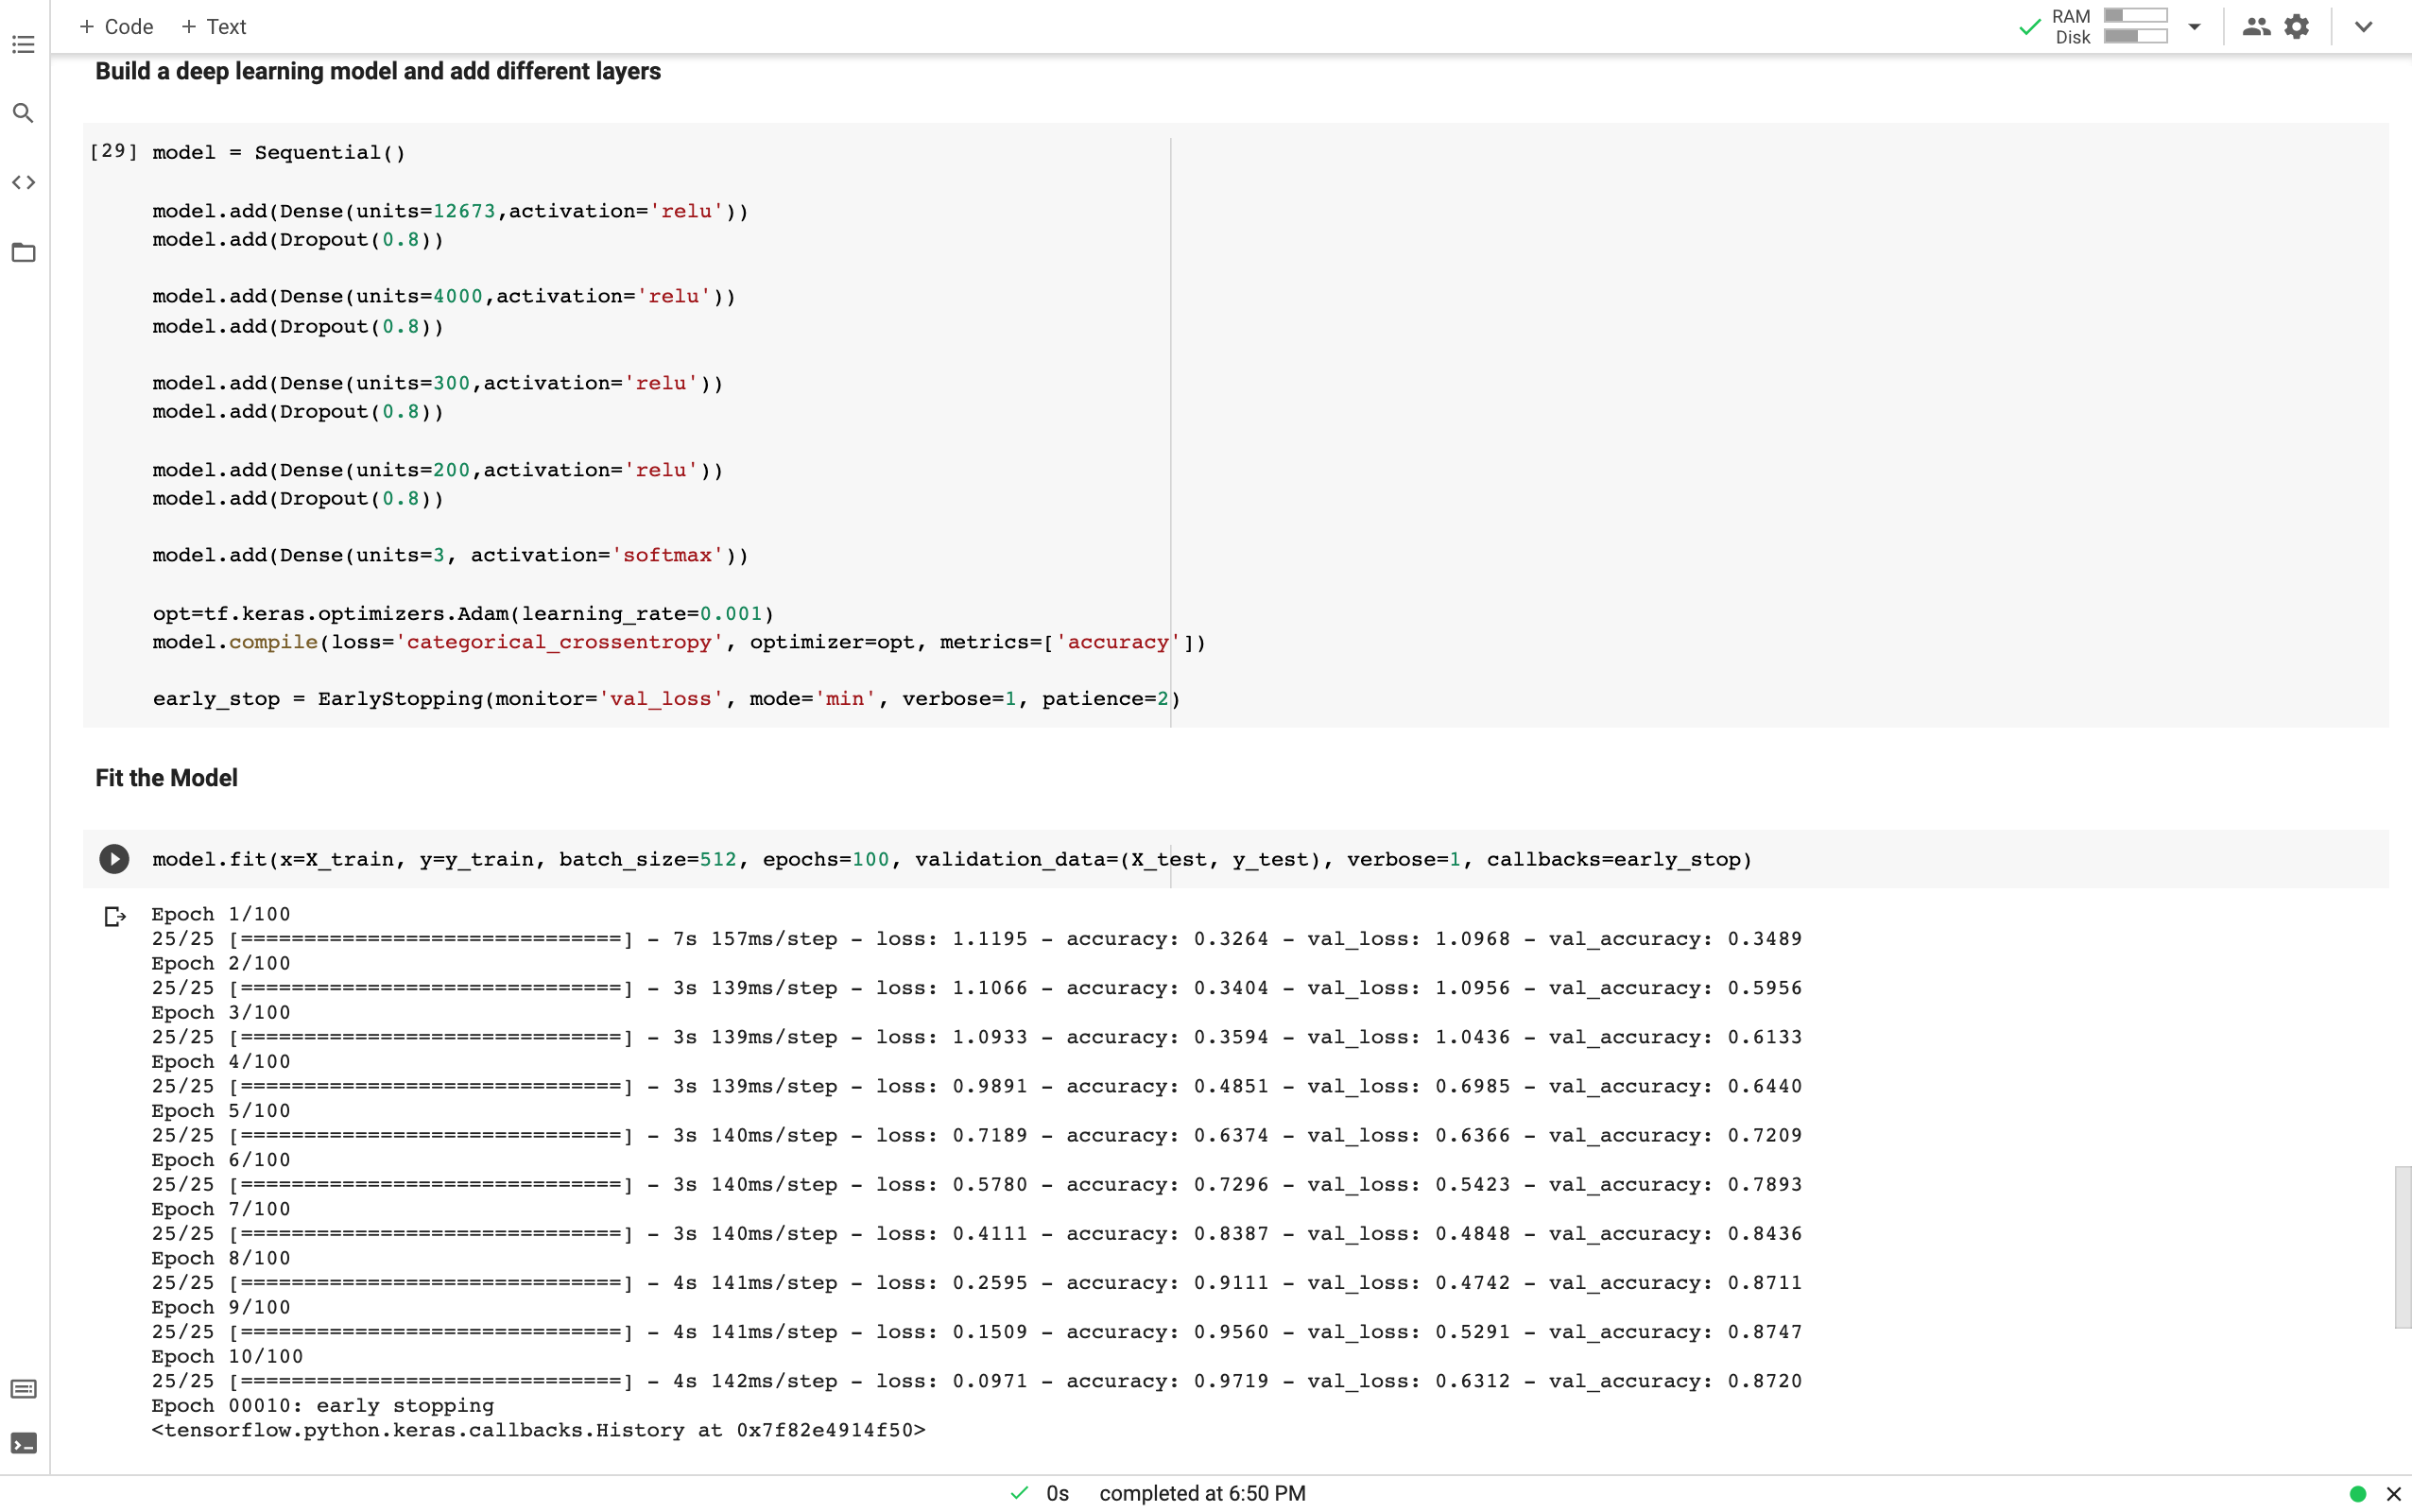 + Code + Text
RAM
Disk
Build a deep learning model and add different layers
[29] model = Sequential()
model.add(Dense(units=12673,activation='relu'))
model.add(Dropout(0.8))
model.add(Dense(units=4000,activation='relu'))
model.add(Dropout(0.8))
model.add(Dense(units=300,activation='relu'))
model.add(Dropout(0.8))
model.add(Dense(units=200,activation='relu'))
model.add(Dropout(0.8))
model.add(Dense(units=3, activation='softmax'))
opt=tf.keras.optimizers.Adam(learning_rate=0.001)
model.compile(loss='categorical_crossentropy', optimizer=opt, metrics=['accuracy'])
early_stop = EarlyStopping(monitor='val_loss', mode='min', verbose=1, patience=2)
Fit the Model
model.fit(x=X_train, y=y_train, batch_size=512, epochs=100, validation_data=(X_test, y_test), verbose=1, callbacks=early_stop)
Epoch 1/100
25/25 [==============================] - 7s 157ms/step - loss: 1.1195 - accuracy: 0.3264 - val_loss: 1.0968 - val_accuracy: 0.3489
Epoch 2/100
25/25 [==============================] - 3s 139ms/step - loss: 1.1066 - accuracy: 0.3404 - val_loss: 1.0956 - val_accuracy: 0.5956
Epoch 3/100
25/25 [==============================] - 3s 139ms/step - loss: 1.0933 - accuracy: 0.3594 - val_loss: 1.0436 - val_accuracy: 0.6133
Epoch 4/100
25/25 [==============================] - 3s 139ms/step - loss: 0.9891 - accuracy: 0.4851 - val_loss: 0.6985 - val_accuracy: 0.6440
Epoch 5/100
25/25 [==============================] - 3s 140ms/step - loss: 0.7189 - accuracy: 0.6374 - val_loss: 0.6366 - val_accuracy: 0.7209
Epoch 6/100
25/25 [==============================] - 3s 140ms/step - loss: 0.5780 - accuracy: 0.7296 - val_loss: 0.5423 - val_accuracy: 0.7893
Epoch 7/100
25/25 [==============================] - 3s 140ms/step - loss: 0.4111 - accuracy: 0.8387 - val_loss: 0.4848 - val_accuracy: 0.8436
Epoch 8/100
25/25 [==============================] - 4s 141ms/step - loss: 0.2595 - accuracy: 0.9111 - val_loss: 0.4742 - val_accuracy: 0.8711
Epoch 9/100
25/25 [==============================] - 4s 141ms/step - loss: 0.1509 - accuracy: 0.9560 - val_loss: 0.5291 - val_accuracy: 0.8747
Epoch 10/100
25/25 [==============================] - 4s 142ms/step - loss: 0.0971 - accuracy: 0.9719 - val_loss: 0.6312 - val_accuracy: 0.8720
Epoch 00010: early stopping
<tensorflow.python.keras.callbacks.History at 0x7f82e4914f50>
0s completed at 6:50 PM